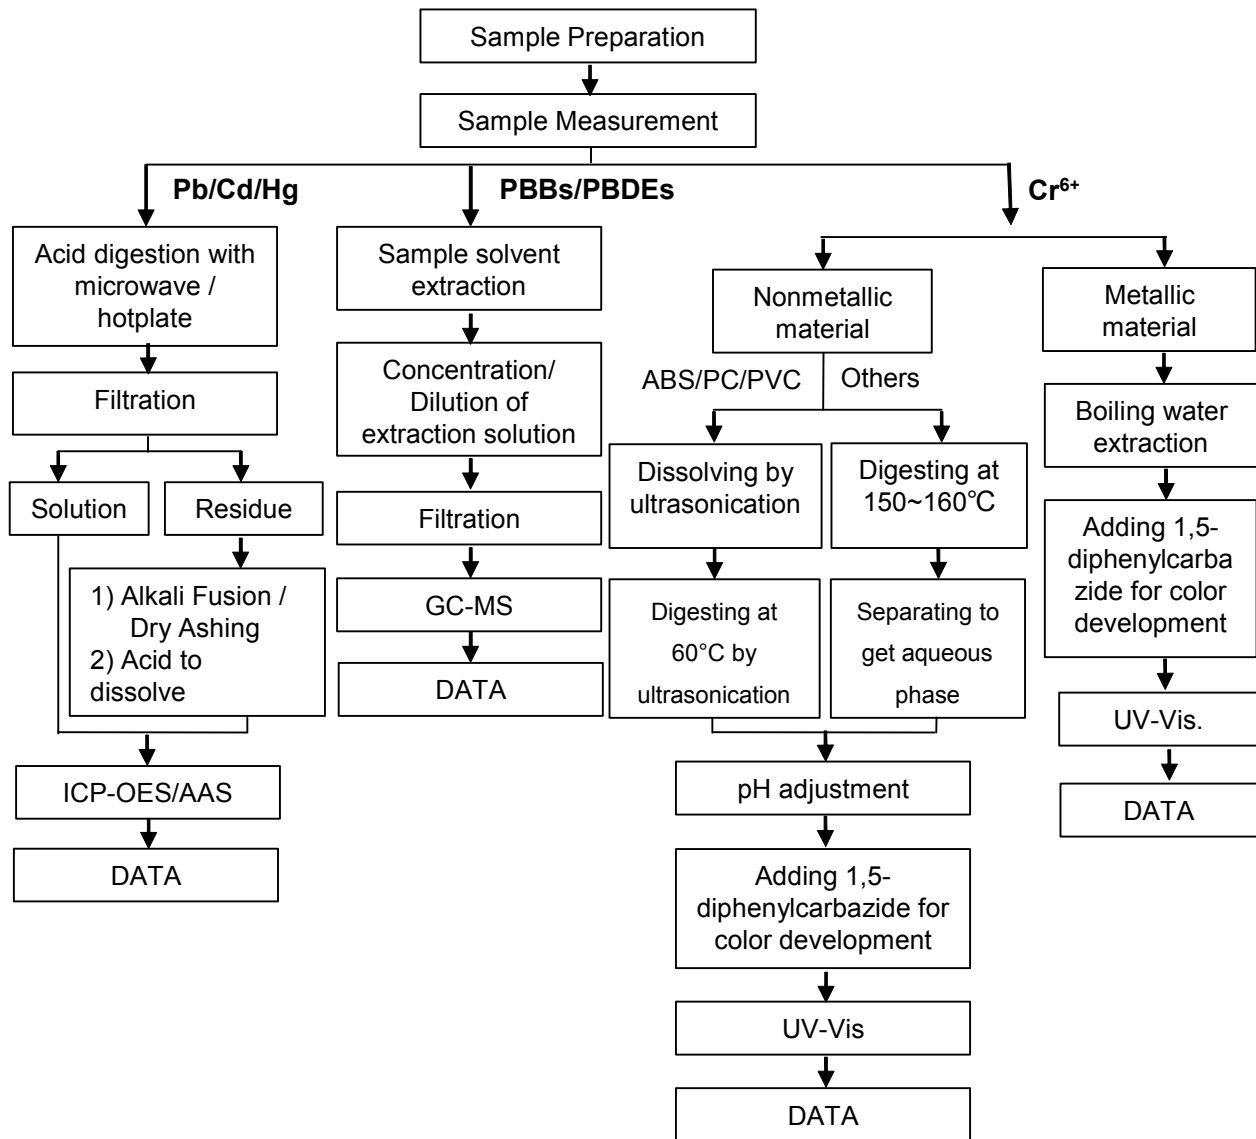 Sample Preparation
Sample Measurement
Pb/Cd/Hg
PBBs/PBDEs
Cr⁶⁺
Acid digestion with
microwave /
hotplate
Filtration
Solution
Residue
1) Alkali Fusion /
Dry Ashing
2) Acid to
dissolve
ICP-OES/AAS
DATA
Sample solvent
extraction
Concentration/
Dilution of
extraction solution
Filtration
GC-MS
DATA
Nonmetallic
material
ABS/PC/PVC
Others
Dissolving by
ultrasonication
Digesting at
150~160℃
Digesting at
60°C by
ultrasonication
Separating to
get aqueous
phase
pH adjustment
Adding 1,5-
diphenylcarbazide for
color development
UV-Vis
DATA
Metallic
material
Boiling water
extraction
Adding 1,5-
diphenylcarba
zide for color
development
UV-Vis.
DATA